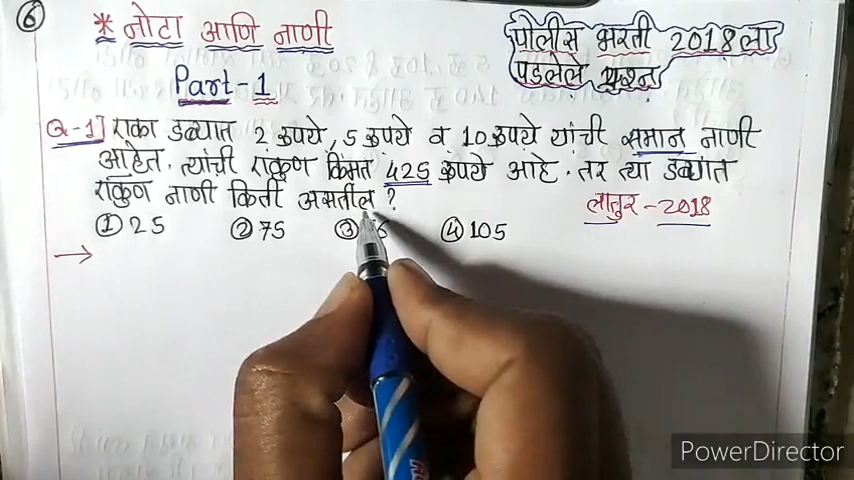 ⑥
* नोटा आणि नाणी
पोलीस भरती 2018 ला
पडलेले प्रश्न
Part-1
Q-1] एका डब्यात 2 रूपये, 5 रूपये व 10 रूपये यांची समान नाणी
आहेत. त्यांची एकुण किंमत 425 रूपये आहे. तर त्या डब्यात
एकुण नाणी किती असतील ?
लातुर - 2018
① 25 ② 75 ③ ④ 105
→
PowerDirector